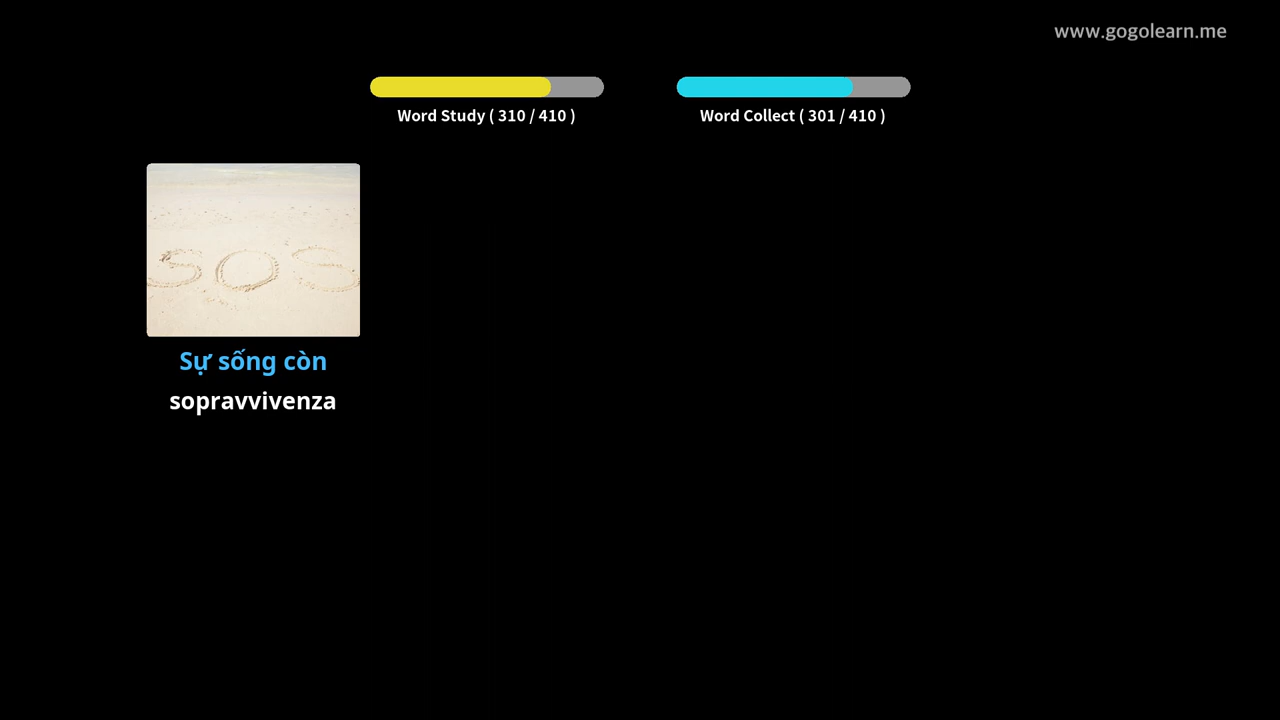 www.gogolearn.me
Word Study ( 310 / 410 )
Word Collect ( 301 / 410 )
SOS
Sự sống còn
sopravvivenza